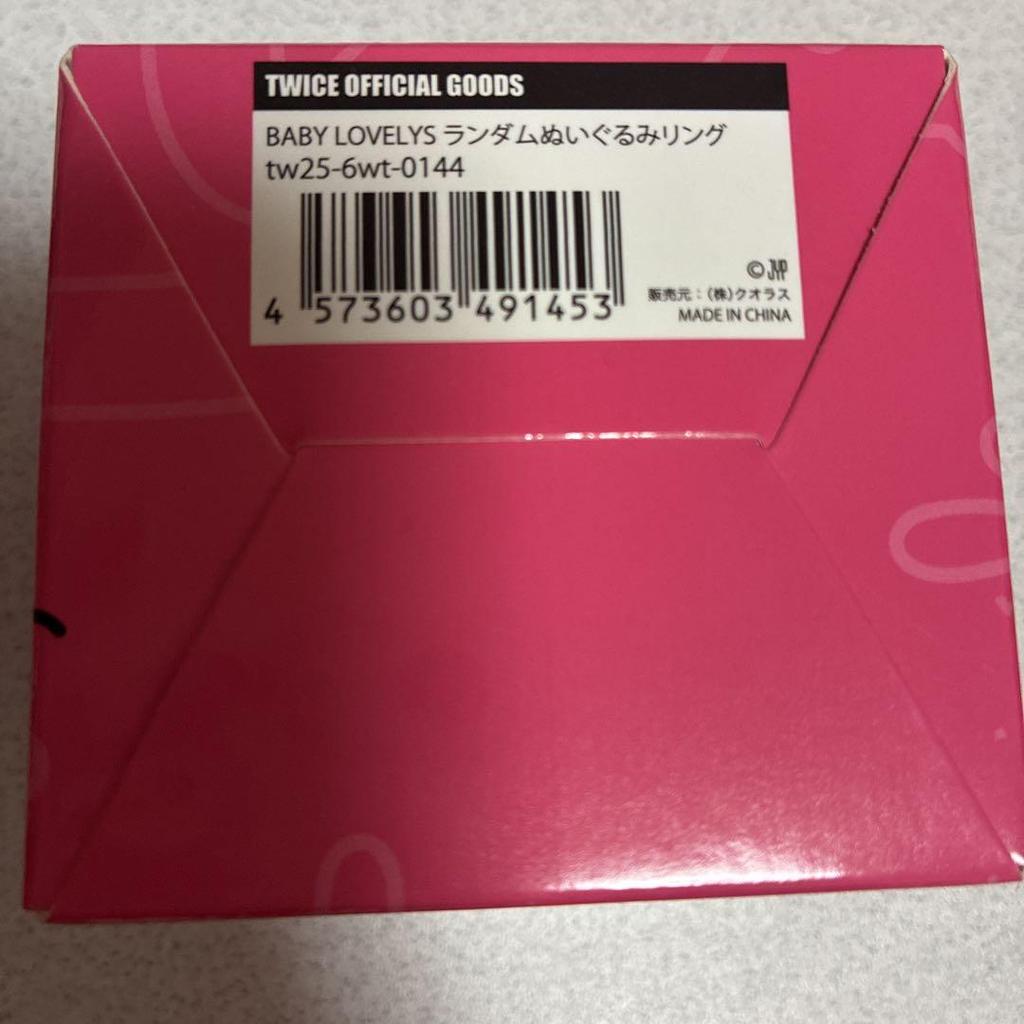 TWICE OFFICIAL GOODS
BABY LOVELYS ランダムぬいぐるみリング
tw25-6wt-0144
4 573603 491453
©JYP
販売元：(株)クオラス
MADE IN CHINA